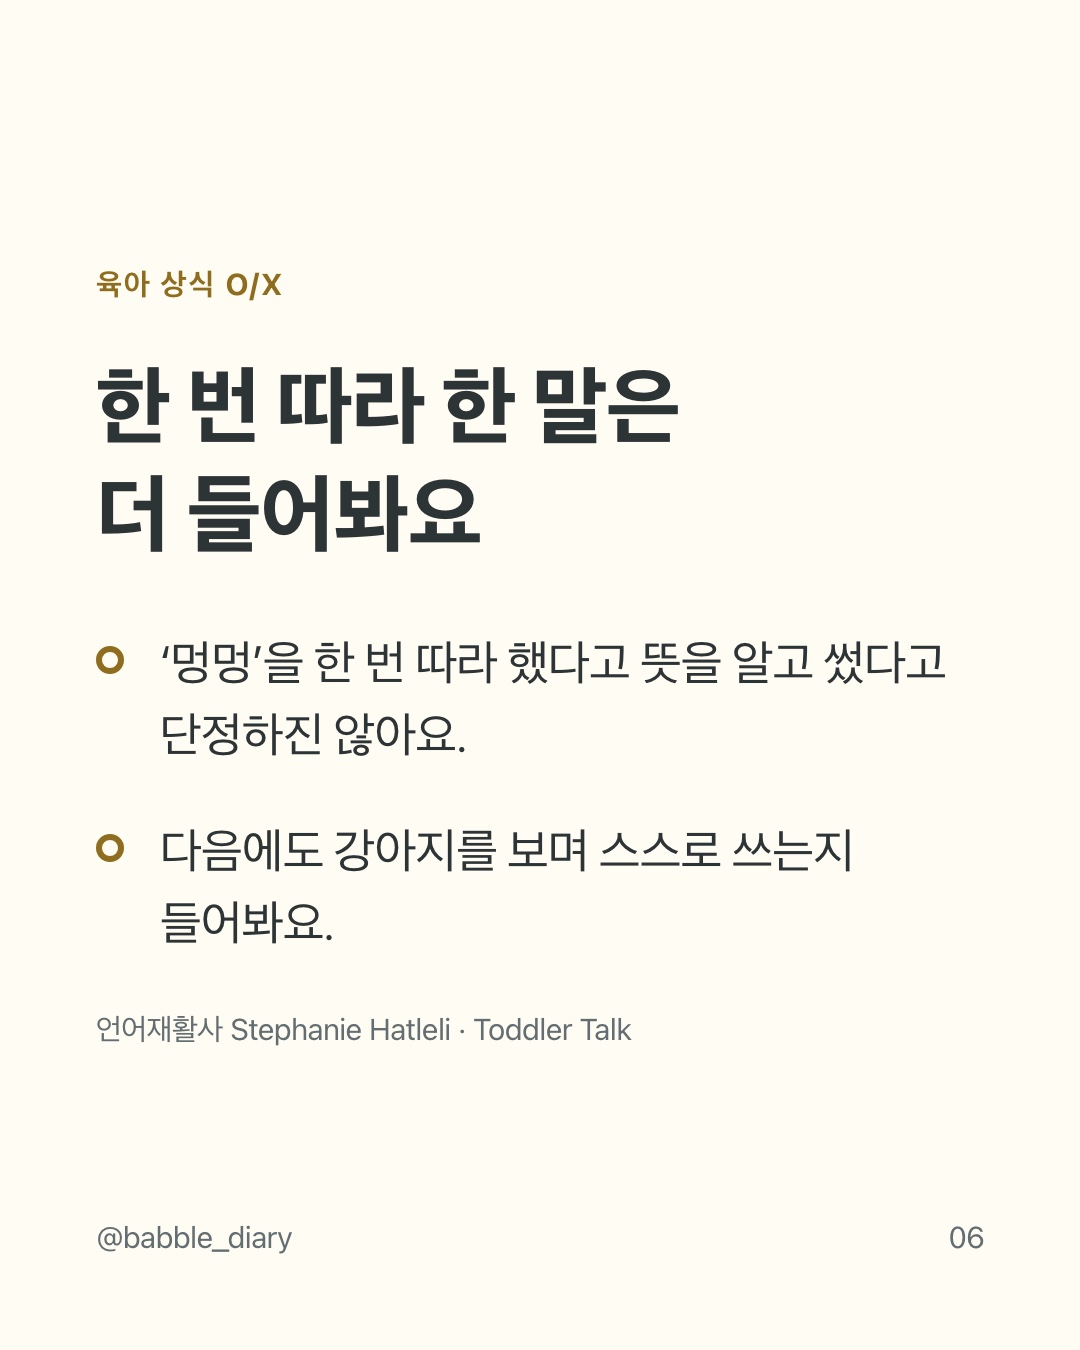 육아 상식 O/X
한 번 따라 한 말은
더 들어봐요
‘멍멍’을 한 번 따라 했다고 뜻을 알고 썼다고
단정하진 않아요.
다음에도 강아지를 보며 스스로 쓰는지
들어봐요.
언어재활사 Stephanie Hatleli · Toddler Talk
@babble_diary
06